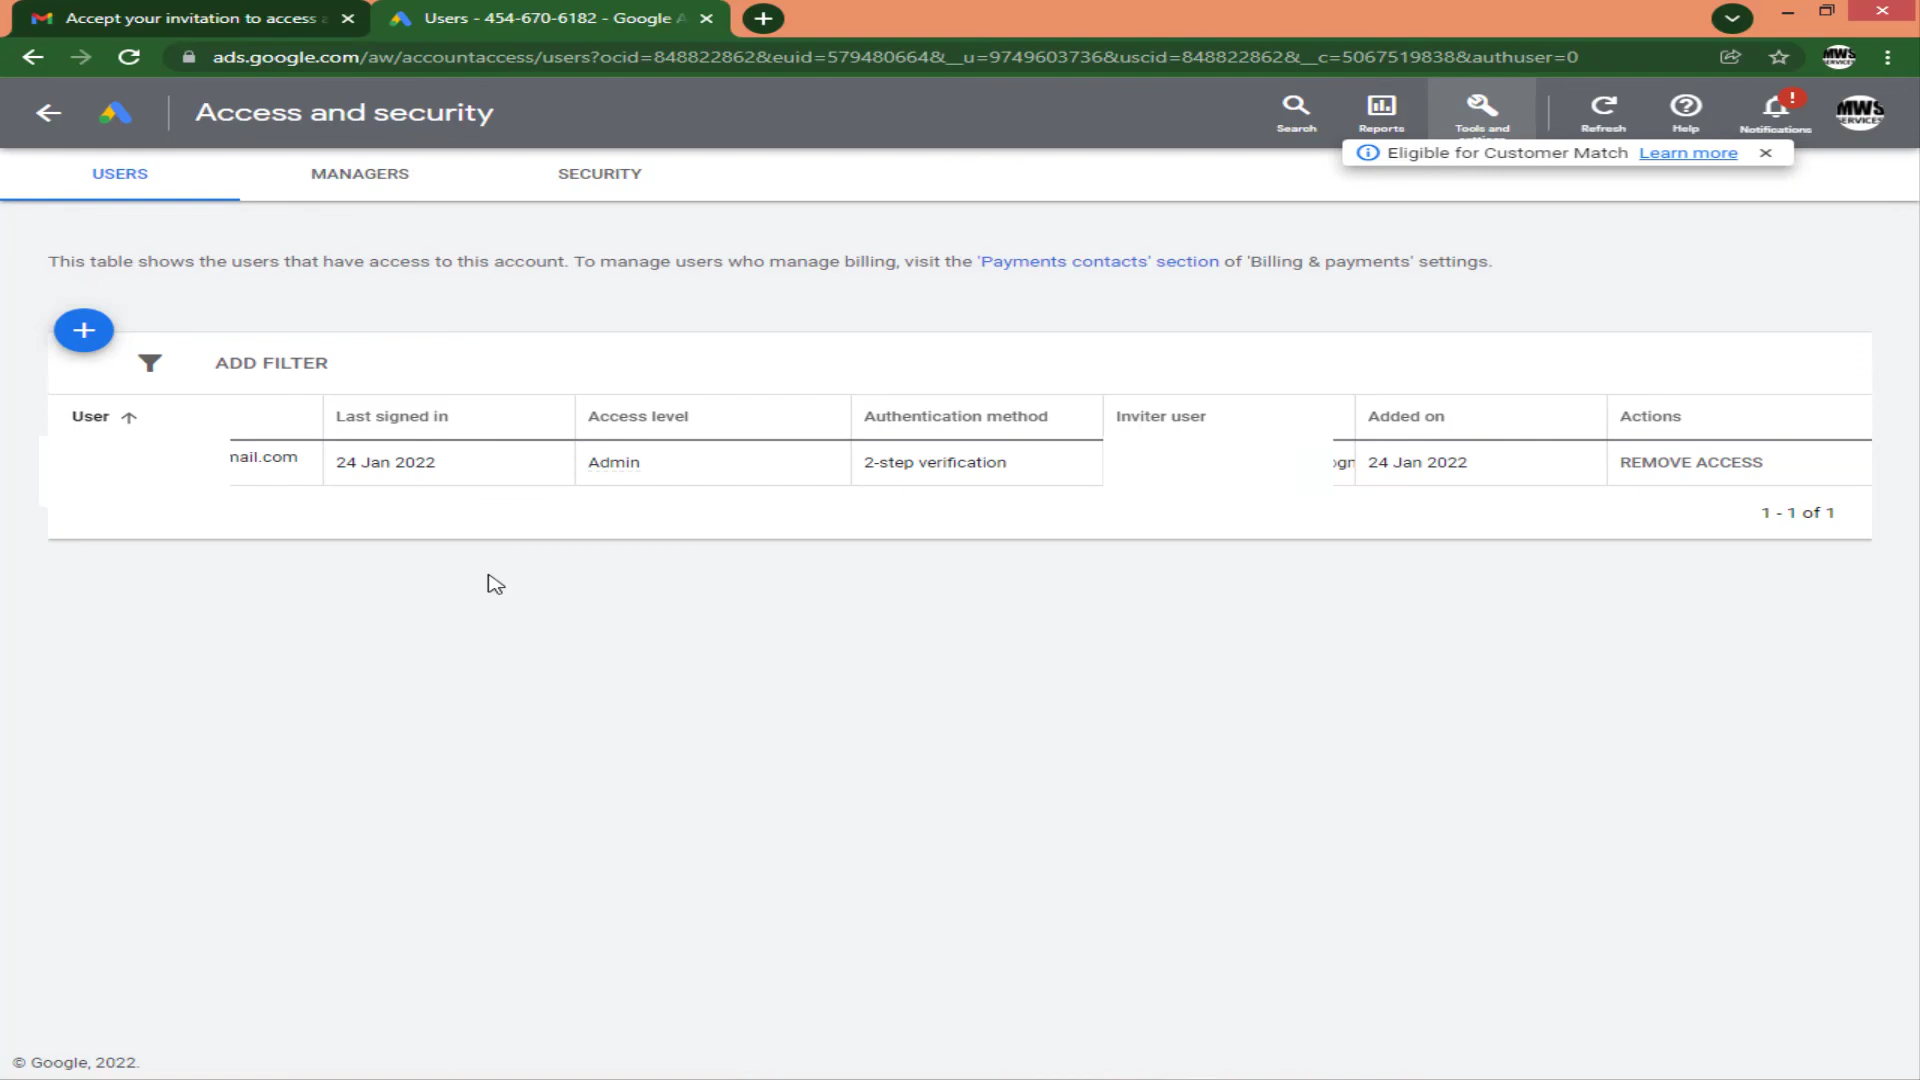 Accept your invitation to access
Users - 454-670-6182 - Google A
ads.google.com/aw/accountaccess/users?ocid=848822862&euid=579480664&__u=9749603736&uscid=848822862&__c=5067519838&authuser=0
MWS
Access and security
Search
Reports
Tools and
Refresh
Help
Notifications
MWS
SERVICES
Eligible for Customer Match Learn more
USERS
MANAGERS
SECURITY
This table shows the users that have access to this account. To manage users who manage billing, visit the 'Payments contacts' section of 'Billing & payments' settings.
ADD FILTER
User Last signed in Access level Authentication method Inviter user Added on Actions
nail.com 24 Jan 2022 Admin 2-step verification 24 Jan 2022 REMOVE ACCESS
1 - 1 of 1
© Google, 2022.